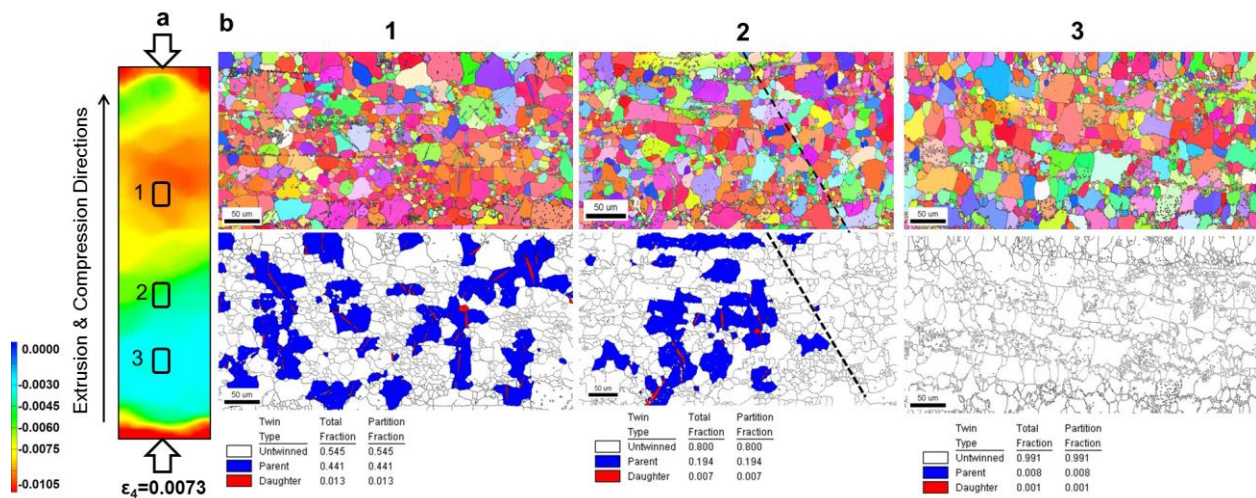 a
b
1
2
3
Extrusion & Compression Directions
1
2
3
0.0000
-0.0030
-0.0045
-0.0060
-0.0075
-0.0105
ε4=0.0073
50 um
50 um
50 um
50 um
50 um
50 um
Twin Total Partition
Type Fraction Fraction
Untwinned 0.545 0.545
Parent 0.441 0.441
Daughter 0.013 0.013
Twin Total Partition
Type Fraction Fraction
Untwinned 0.800 0.800
Parent 0.194 0.194
Daughter 0.007 0.007
Twin Total Partition
Type Fraction Fraction
Untwinned 0.991 0.991
Parent 0.008 0.008
Daughter 0.001 0.001